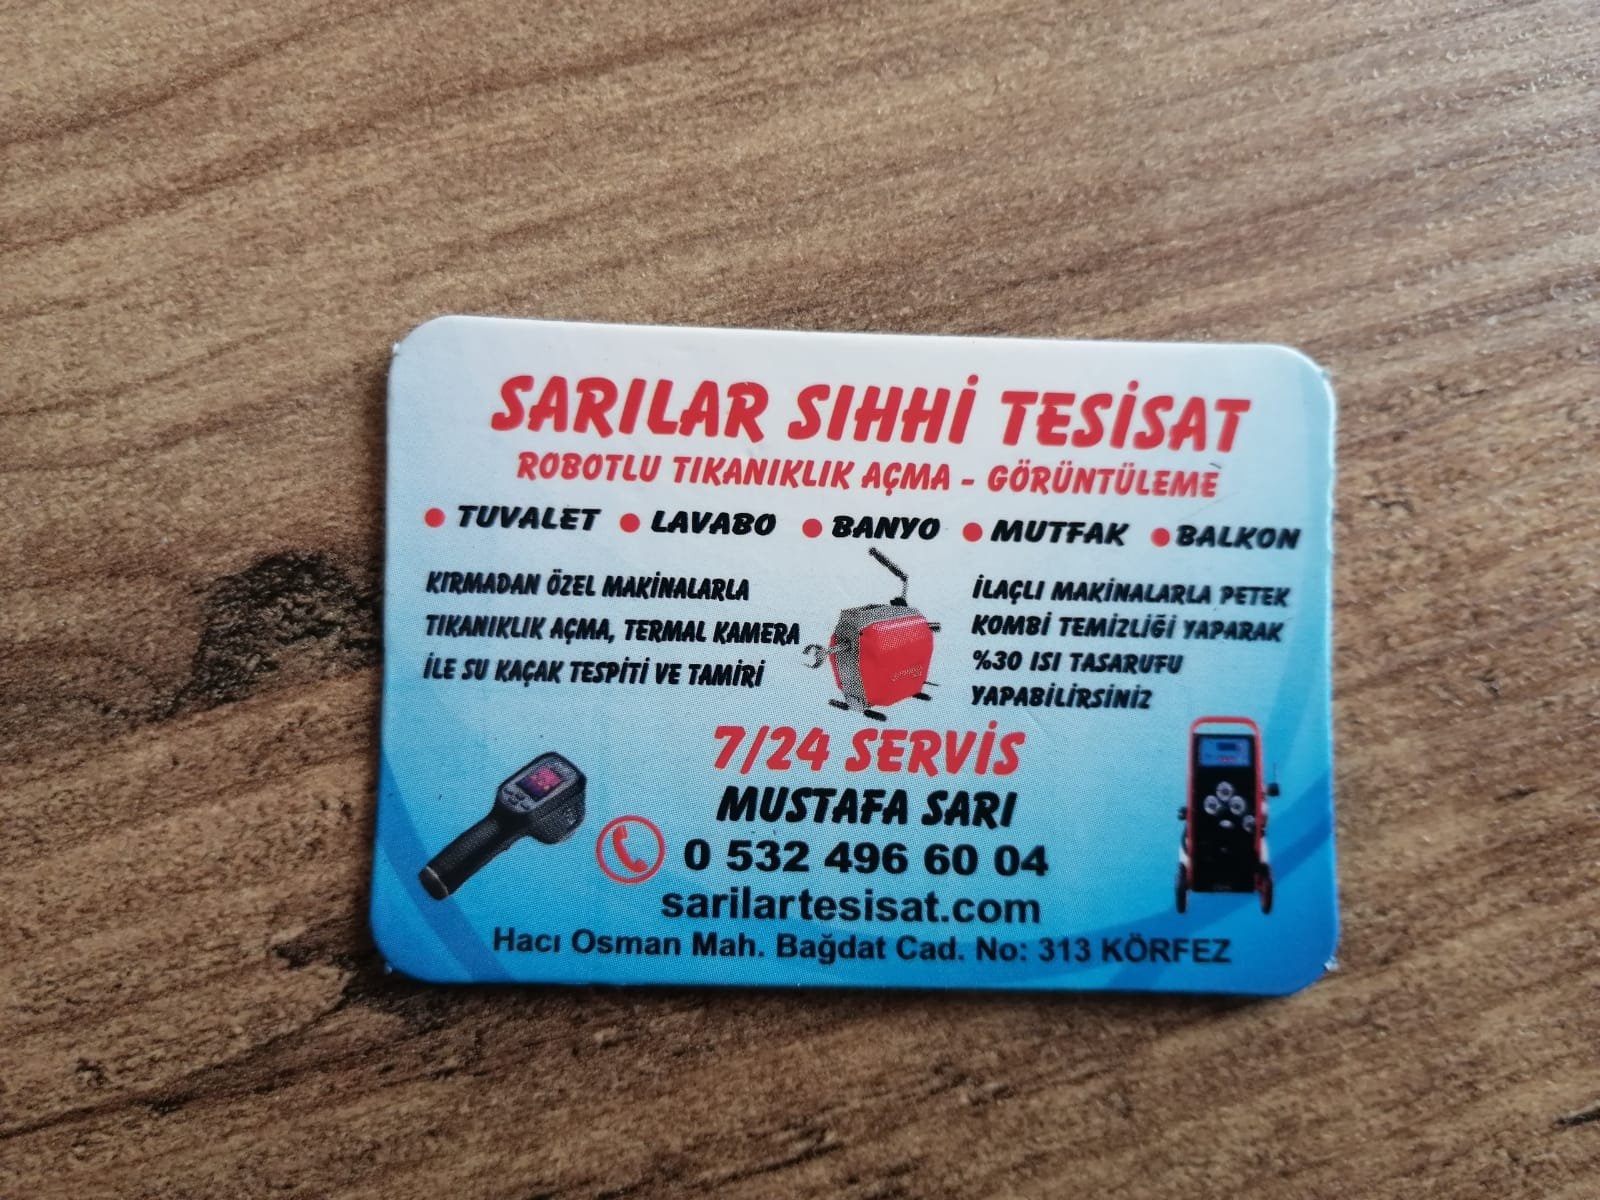 SARILAR SIHHİ TESİSAT
ROBOTLU TIKANIKLIK AÇMA - GÖRÜNTÜLEME
• TUVALET • LAVABO • BANYO • MUTFAK • BALKON
KIRMADAN ÖZEL MAKİNALARLA
TIKANIKLIK AÇMA, TERMAL KAMERA
İLE SU KAÇAK TESPİTİ VE TAMİRİ
İLAÇLI MAKİNALARLA PETEK
KOMBİ TEMİZLİĞİ YAPARAK
%30 ISI TASARUFU
YAPABİLİRSİNİZ
7/24 SERVİS
MUSTAFA SARI
0 532 496 60 04
sarilartesisat.com
Hacı Osman Mah. Bağdat Cad. No: 313 KÖRFEZ